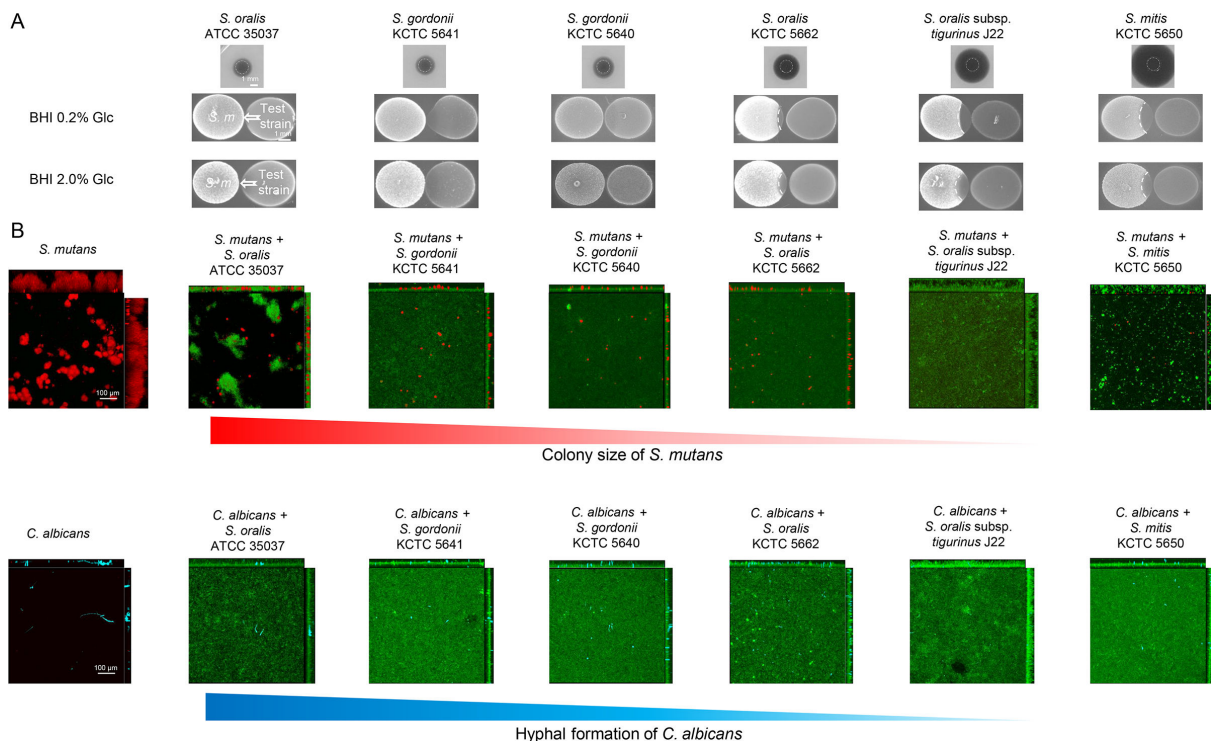 A
S. oralis
ATCC 35037
S. gordonii
KCTC 5641
S. gordonii
KCTC 5640
S. oralis
KCTC 5662
S. oralis subsp.
tigurinus J22
S. mitis
KCTC 5650
1 mm
BHI 0.2% Glc
S. m
Test
strain
1 mm
BHI 2.0% Glc
S. m
Test
strain
B
S. mutans
S. mutans +
S. oralis
ATCC 35037
S. mutans +
S. gordonii
KCTC 5641
S. mutans +
S. gordonii
KCTC 5640
S. mutans +
S. oralis
KCTC 5662
S. mutans +
S. oralis subsp.
tigurinus J22
S. mutans +
S. mitis
KCTC 5650
100 µm
Colony size of S. mutans
C. albicans
C. albicans +
S. oralis
ATCC 35037
C. albicans +
S. gordonii
KCTC 5641
C. albicans +
S. gordonii
KCTC 5640
C. albicans +
S. oralis
KCTC 5662
C. albicans +
S. oralis subsp.
tigurinus J22
C. albicans +
S. mitis
KCTC 5650
100 µm
Hyphal formation of C. albicans